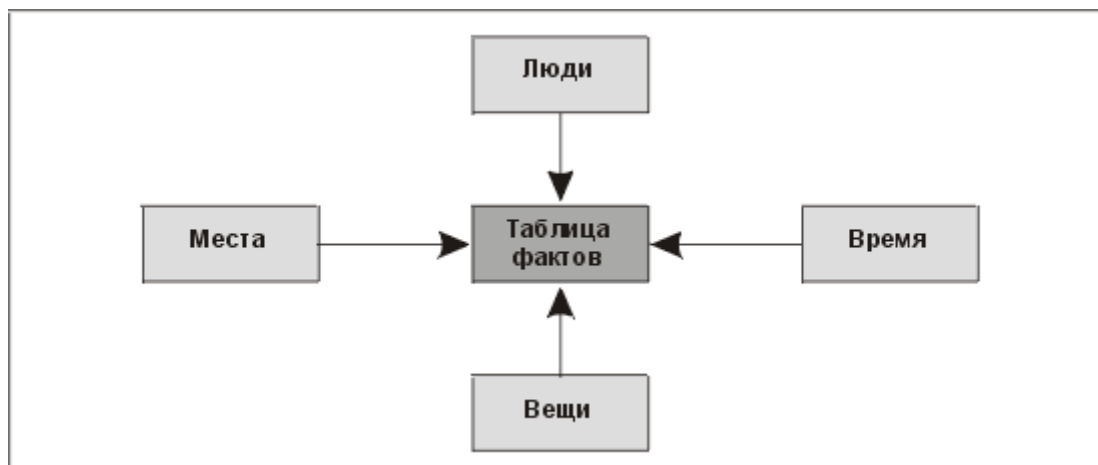 Люди
Места
Таблица
фактов
Время
Вещи